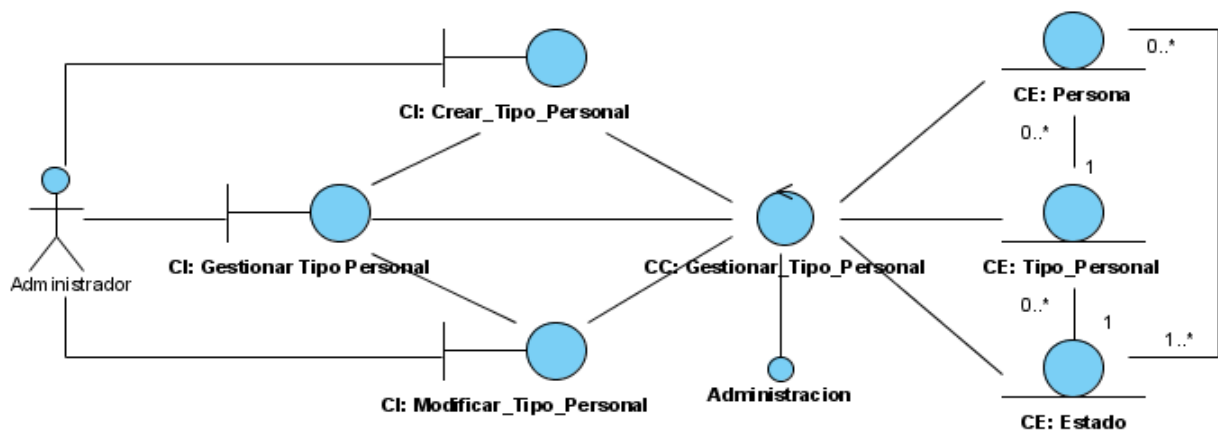 0..*
CE: Persona
CI: Crear_Tipo_Personal
0..*
1
CI: Gestionar Tipo Personal
CC: Gestionar_Tipo_Personal
CE: Tipo_Personal
Administrador
0..*
1
1..*
Administracion
CI: Modificar_Tipo_Personal
CE: Estado